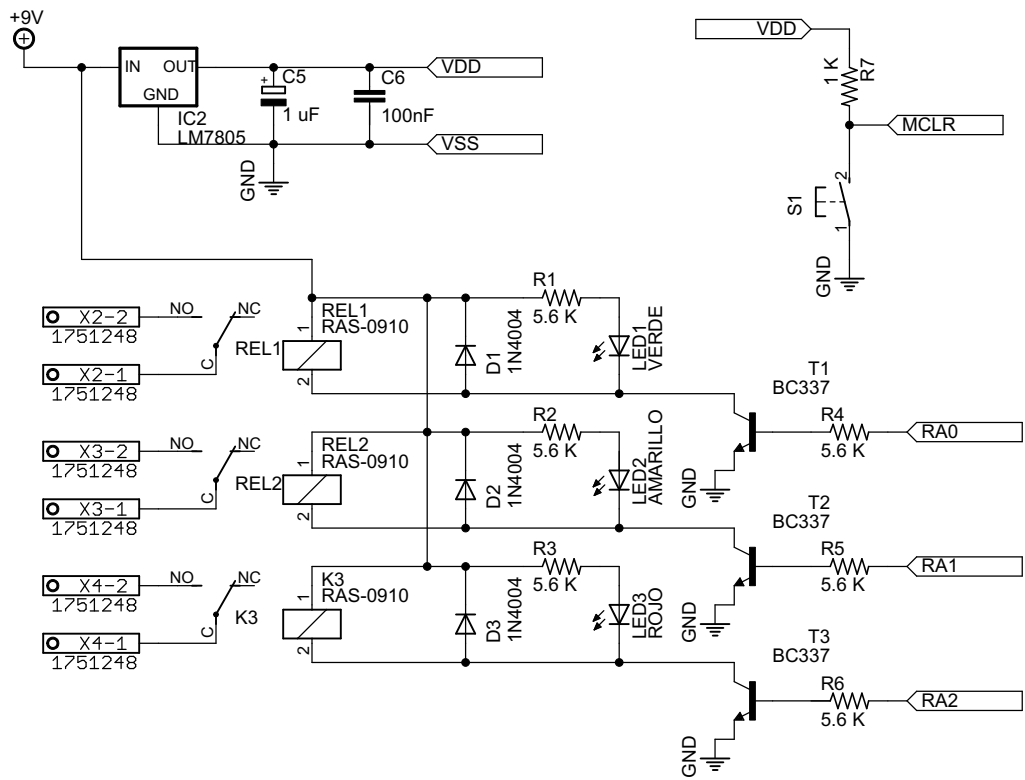 +9V
IN OUT
GND
IC2
LM7805
C5
+
1 uF
C6
100nF
VDD
VSS
GND
VDD
1 K
R7
MCLR
S1
2
1
GND
X2-2
1751248
X2-1
1751248
NO
NC
C
REL1
REL1
RAS-0910
1
2
D1
1N4004
R1
5.6 K
LED1
VERDE
T1
BC337
R4
5.6 K
RA0
GND
X3-2
1751248
X3-1
1751248
NO
NC
C
REL2
REL2
RAS-0910
1
2
D2
1N4004
R2
5.6 K
LED2
AMARILLO
T2
BC337
R5
5.6 K
RA1
GND
X4-2
1751248
X4-1
1751248
NO
NC
C
K3
K3
RAS-0910
1
2
D3
1N4004
R3
5.6 K
LED3
ROJO
T3
BC337
R6
5.6 K
RA2
GND